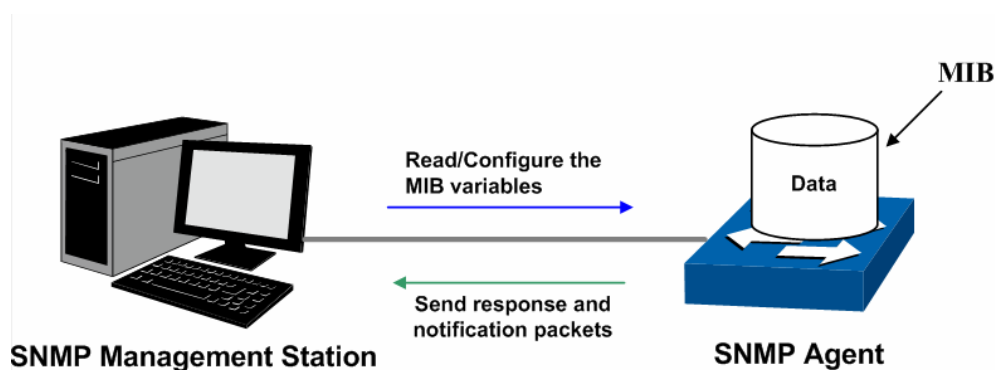 MIB
Read/Configure the
MIB variables
Data
Send response and
notification packets
SNMP Management Station
SNMP Agent